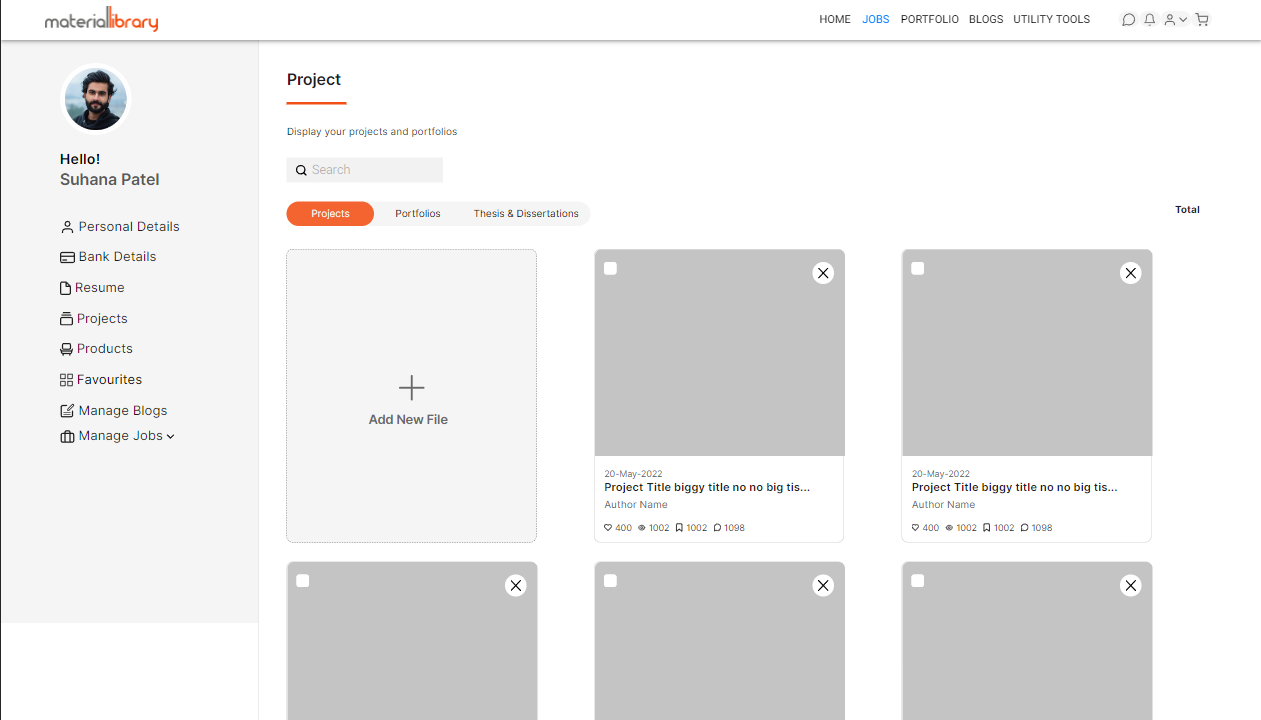 materiallibrary
HOME JOBS PORTFOLIO BLOGS UTILITY TOOLS
Hello!
Suhana Patel
Personal Details
Bank Details
Resume
Projects
Products
Favourites
Manage Blogs
Manage Jobs
Project
Display your projects and portfolios
Search
Projects Portfolios Thesis & Dissertations
Total
Add New File
20-May-2022
Project Title biggy title no no big tis...
Author Name
400 1002 1002 1098
20-May-2022
Project Title biggy title no no big tis...
Author Name
400 1002 1002 1098